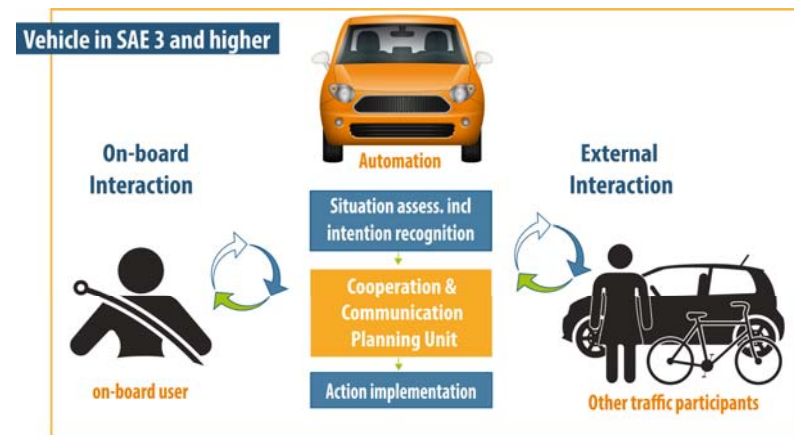 Vehicle in SAE 3 and higher
On-board
Interaction
Automation
External
Interaction
Situation assess. incl
intention recognition
Cooperation &
Communication
Planning Unit
Action implementation
on-board user
Other traffic participants